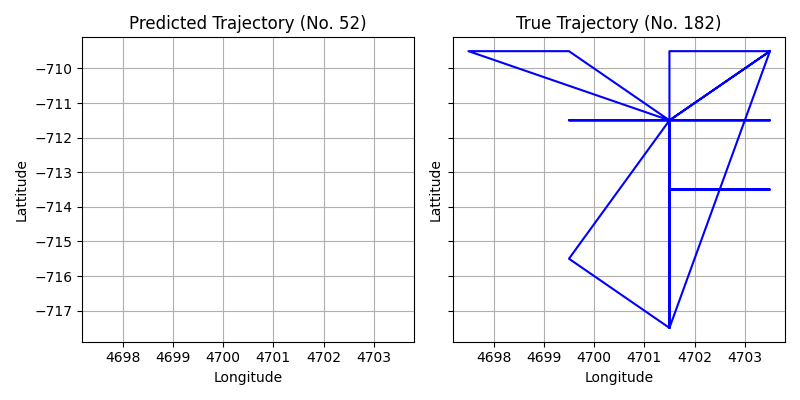 Predicted Trajectory (No. 52)
True Trajectory (No. 182)
−710
−711
−712
−713
−714
−715
−716
−717
Lattitude
Lattitude
4698 4699 4700 4701 4702 4703
4698 4699 4700 4701 4702 4703
Longitude
Longitude